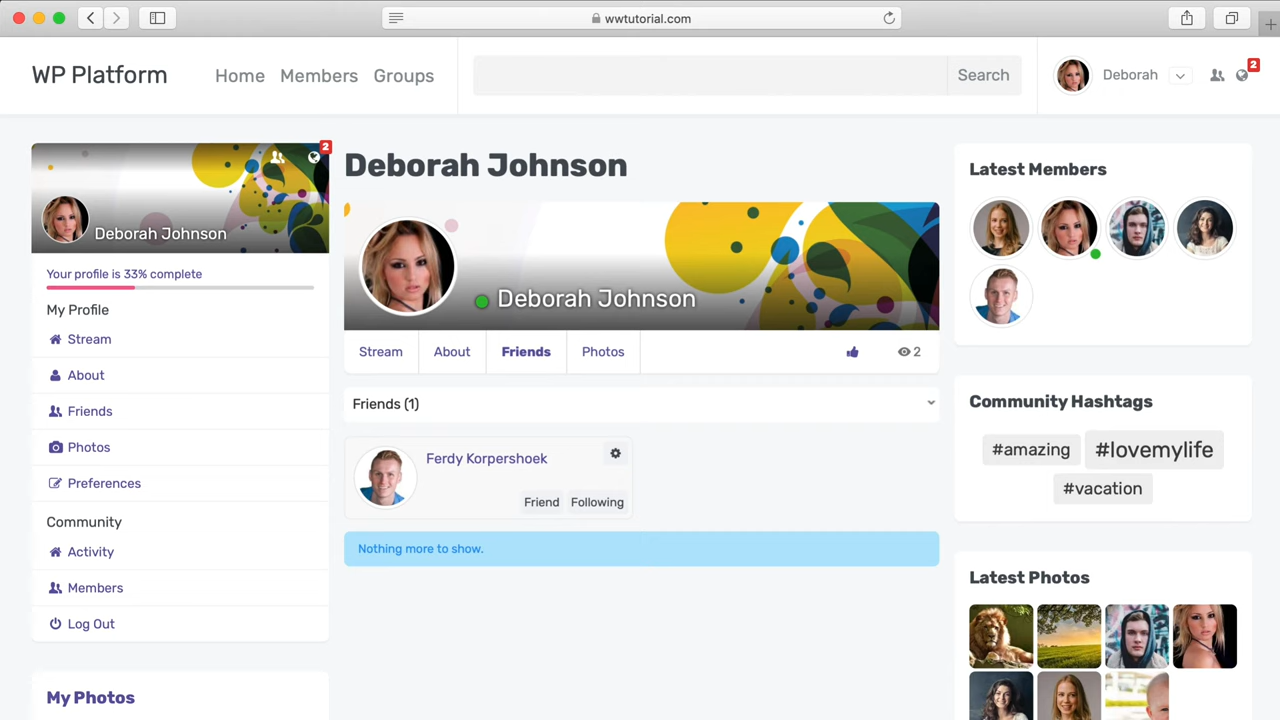 wwtutorial.com
WP Platform
Home Members Groups
Search
Deborah
2
2
Deborah Johnson
Your profile is 33% complete
My Profile
Stream
About
Friends
Photos
Preferences
Community
Activity
Members
Log Out
My Photos
Deborah Johnson
Deborah Johnson
Stream About Friends Photos 2
Friends (1)
Ferdy Korpershoek
Friend Following
Nothing more to show.
Latest Members
Community Hashtags
#amazing #lovemylife
#vacation
Latest Photos